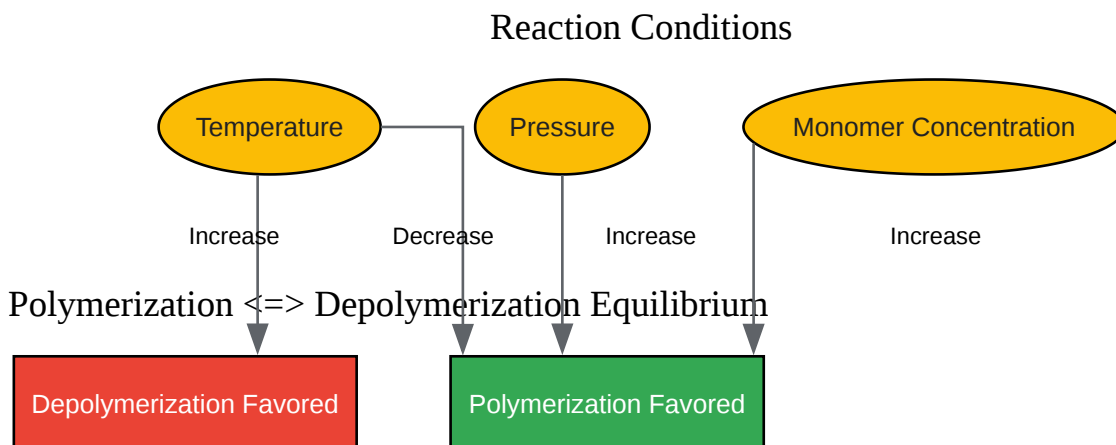 Reaction Conditions
Temperature
Pressure
Monomer Concentration
Increase
Decrease
Increase
Increase
Polymerization <=> Depolymerization Equilibrium
Depolymerization Favored
Polymerization Favored